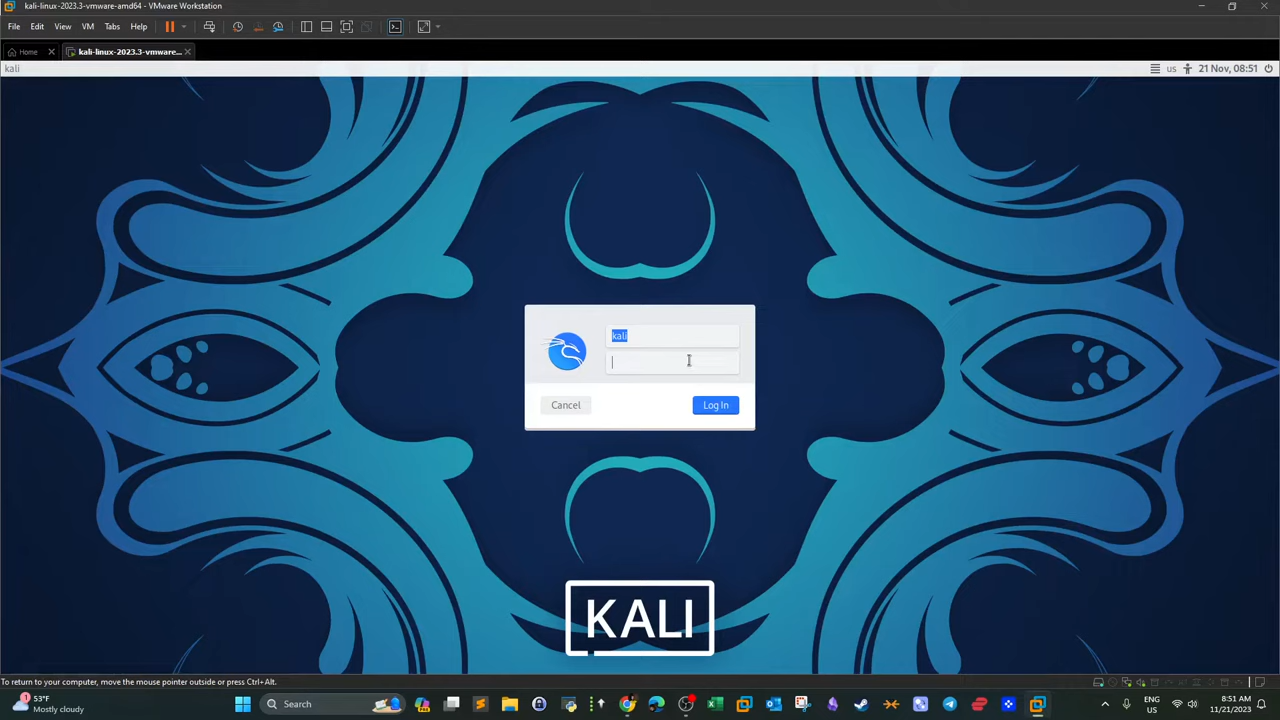 kali-linux-2023.3-vmware-amd64 - VMware Workstation
File Edit View VM Tabs Help
Home kali-linux-2023.3-vmware...
kali us 21 Nov, 08:51
kali
Cancel Log In
KALI
To return to your computer, move the mouse pointer outside or press Ctrl+Alt.
1 53°F
Mostly cloudy
Search
ENG
US
8:51 AM
11/21/2023